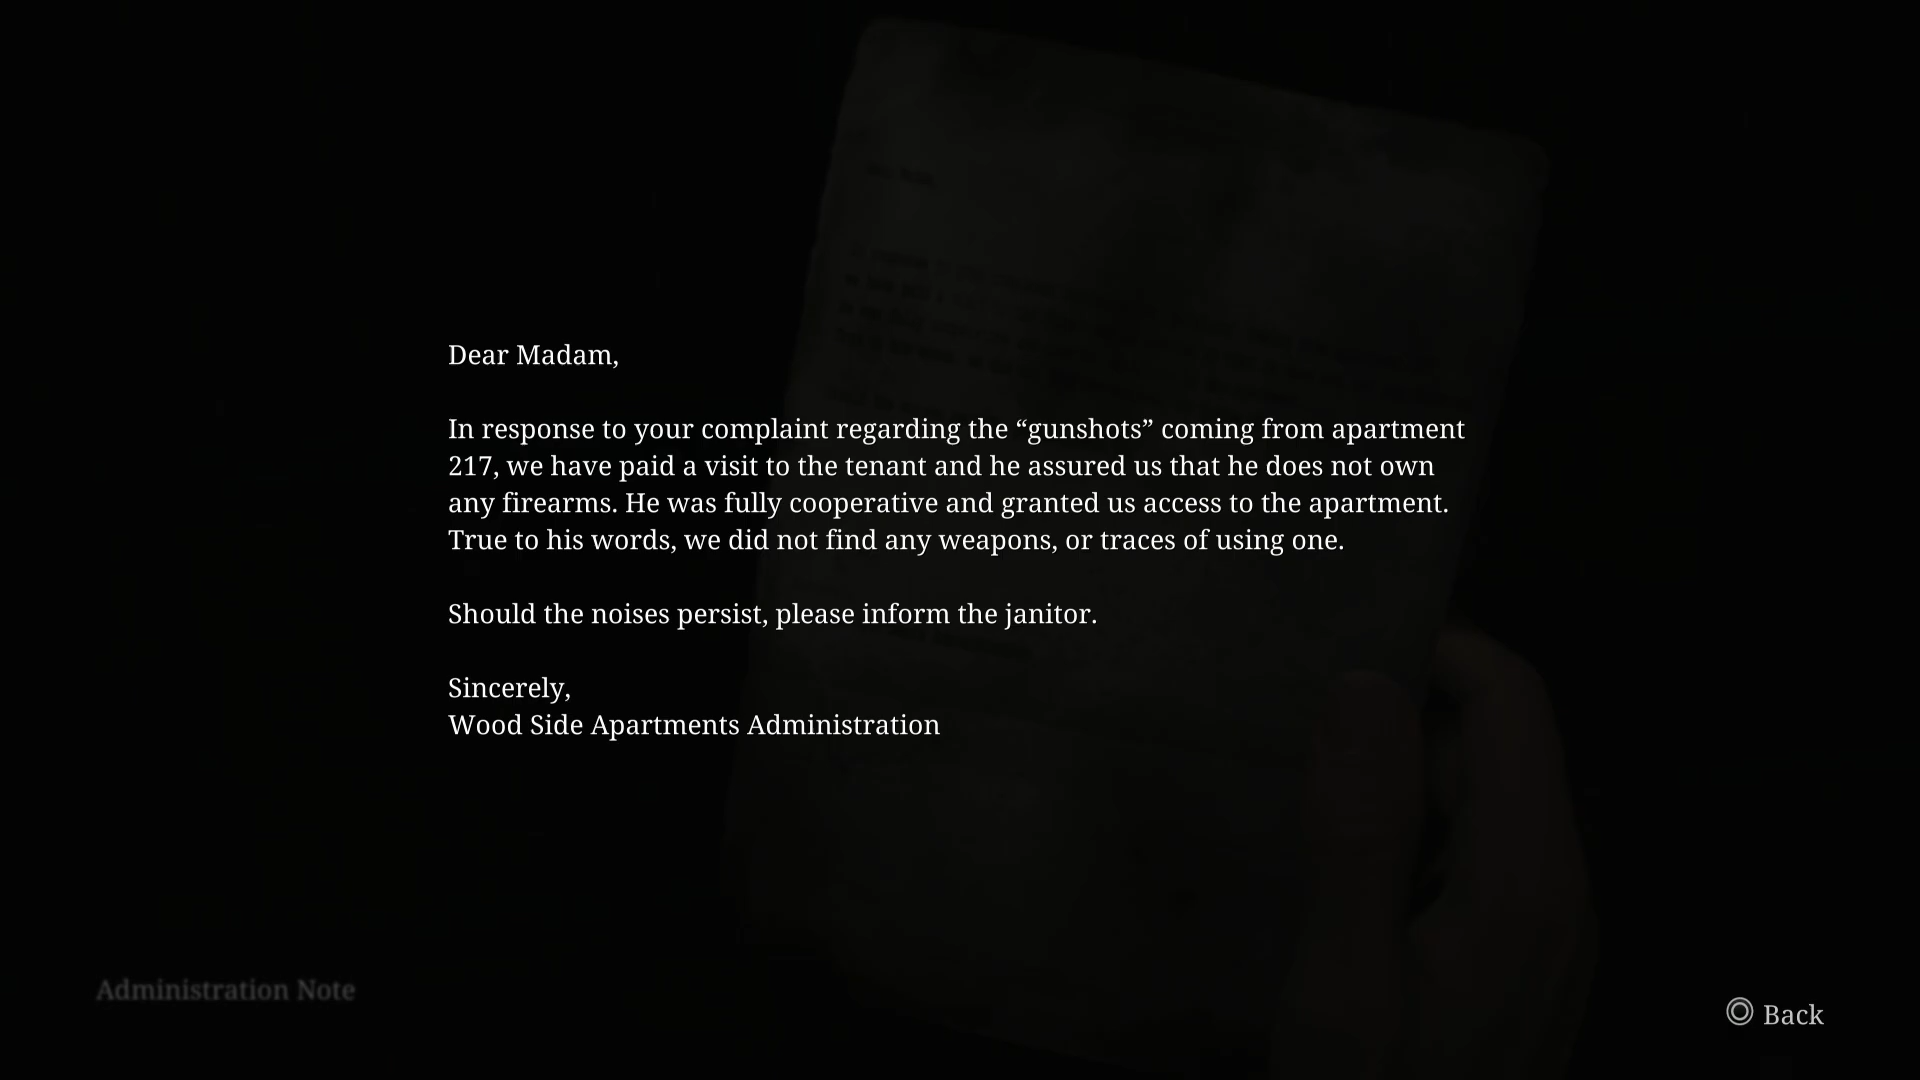 Dear Madam,
In response to your complaint regarding the “gunshots” coming from apartment
217, we have paid a visit to the tenant and he assured us that he does not own
any firearms. He was fully cooperative and granted us access to the apartment.
True to his words, we did not find any weapons, or traces of using one.
Should the noises persist, please inform the janitor.
Sincerely,
Wood Side Apartments Administration
Administration Note
Back